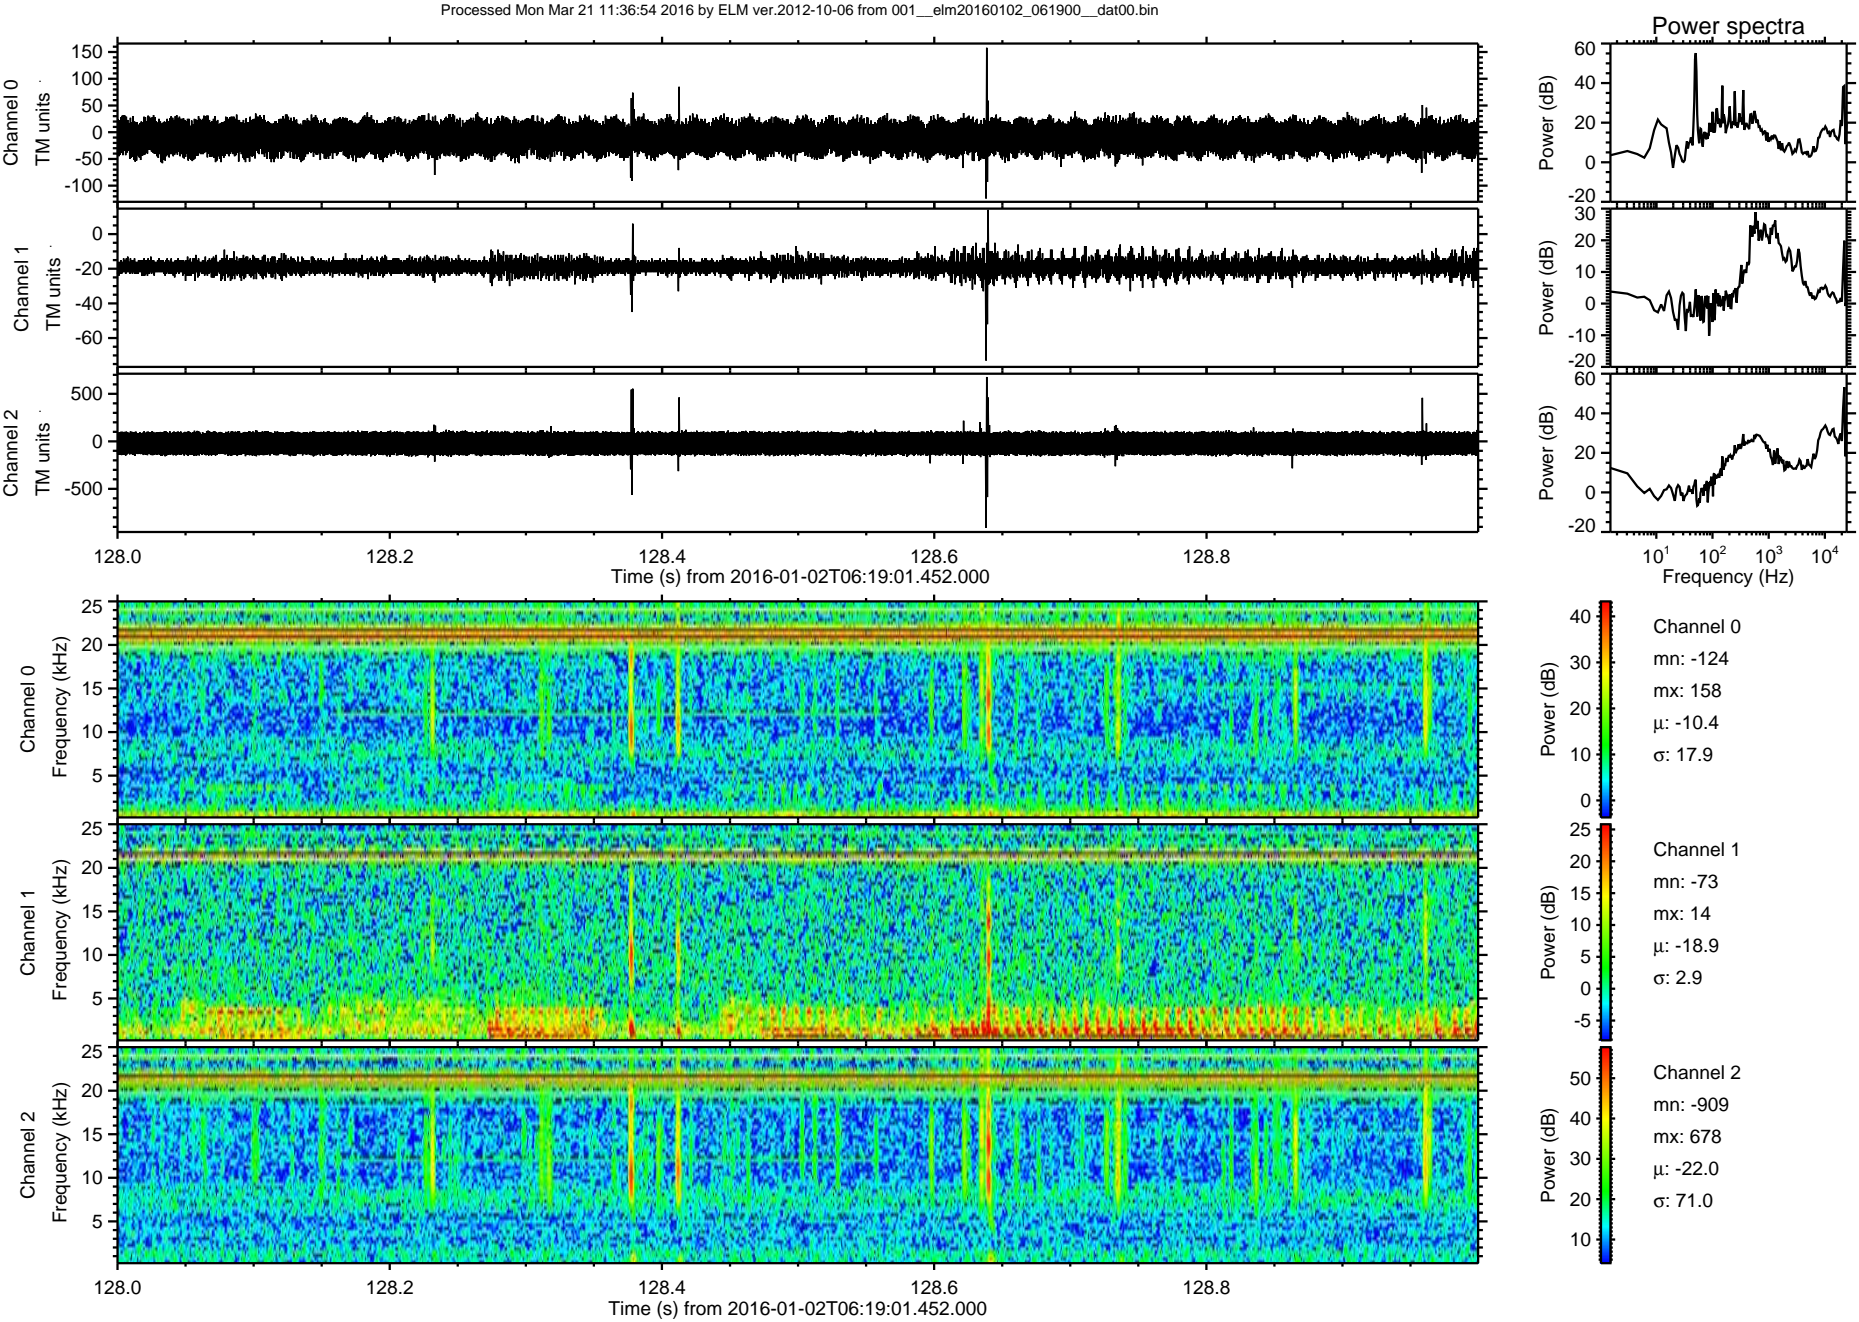 Processed Mon Mar 21 11:36:54 2016 by ELM ver.2012-10-06 from 001__elm20160102_061900__dat00.bin
Power spectra
Channel 0
TM units
150
100
50
0
-50
-100
Power (dB)
60
40
20
0
-20
Channel 1
TM units
0
-20
-40
-60
Power (dB)
30
20
10
0
-10
-20
Channel 2
TM units
500
0
-500
Power (dB)
60
40
20
0
-20
128.0 128.2 128.4 128.6 128.8
Time (s) from 2016-01-02T06:19:01.452.000
10^1 10^2 10^3 10^4
Frequency (Hz)
Channel 0
Frequency (kHz)
25
20
15
10
5
Power (dB)
40
30
20
10
0
Channel 0
mn: -124
mx: 158
μ: -10.4
σ: 17.9
Channel 1
Frequency (kHz)
25
20
15
10
5
Power (dB)
25
20
15
10
5
0
-5
Channel 1
mn: -73
mx: 14
μ: -18.9
σ: 2.9
Channel 2
Frequency (kHz)
25
20
15
10
5
Power (dB)
50
40
30
20
10
Channel 2
mn: -909
mx: 678
μ: -22.0
σ: 71.0
128.0 128.2 128.4 128.6 128.8
Time (s) from 2016-01-02T06:19:01.452.000